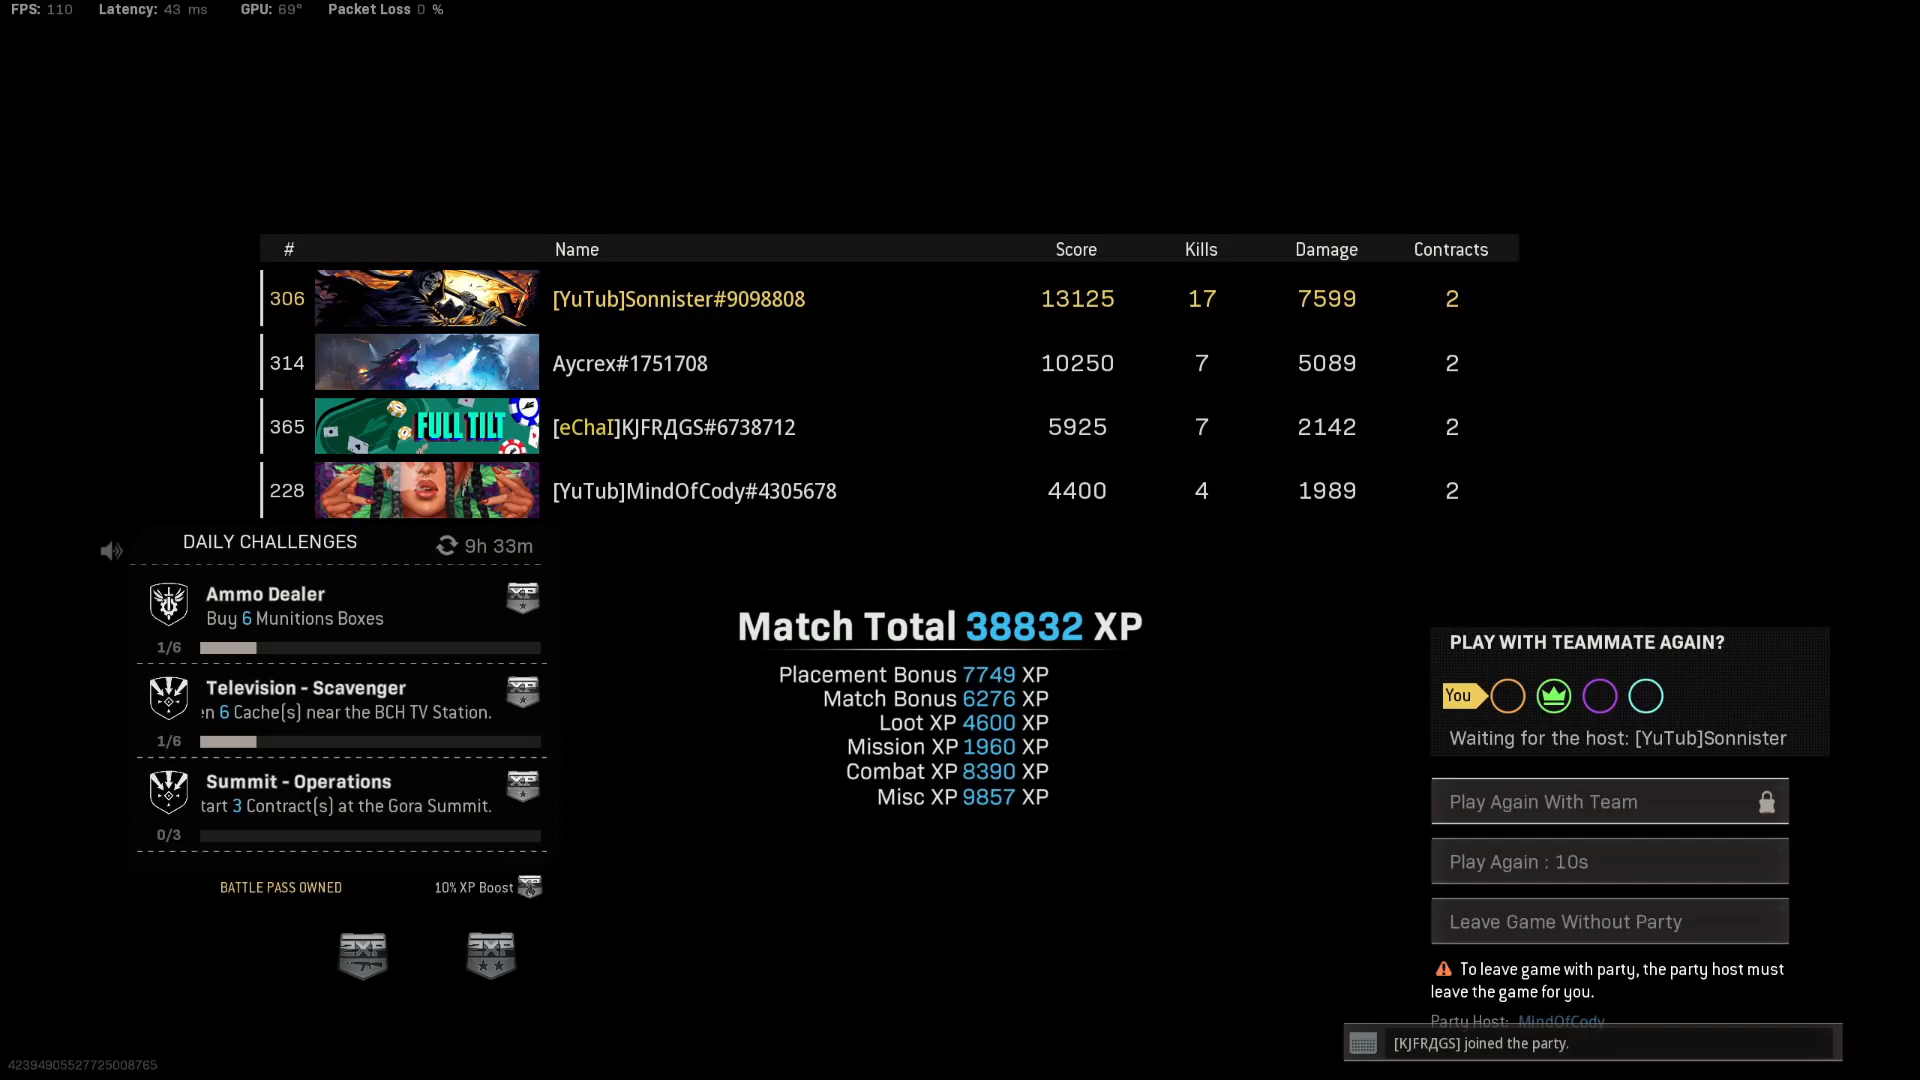 FPS: 110 Latency: 43 ms GPU: 69° Packet Loss 0 %
# Name Score Kills Damage Contracts
306 [YuTub]Sonnister#9098808 13125 17 7599 2
314 Aycrex#1751708 10250 7 5089 2
365 FULL TILT [eChaI]KJFRДGS#6738712 5925 7 2142 2
228 [YuTub]MindOfCody#4305678 4400 4 1989 2
DAILY CHALLENGES 9h 33m
Ammo Dealer XP
Buy 6 Munitions Boxes
1/6
Television - Scavenger XP
en 6 Cache(s) near the BCH TV Station.
1/6
Summit - Operations XP
tart 3 Contract(s) at the Gora Summit.
0/3
BATTLE PASS OWNED 10% XP Boost
2XP 2XP
Match Total 38832 XP
Placement Bonus 7749 XP
Match Bonus 6276 XP
Loot XP 4600 XP
Mission XP 1960 XP
Combat XP 8390 XP
Misc XP 9857 XP
PLAY WITH TEAMMATE AGAIN?
You
Waiting for the host: [YuTub]Sonnister
Play Again With Team
Play Again : 10s
Leave Game Without Party
To leave game with party, the party host must
leave the game for you.
Party Host: MindOfCody
[KJFRДGS] joined the party.
42394905527725008765